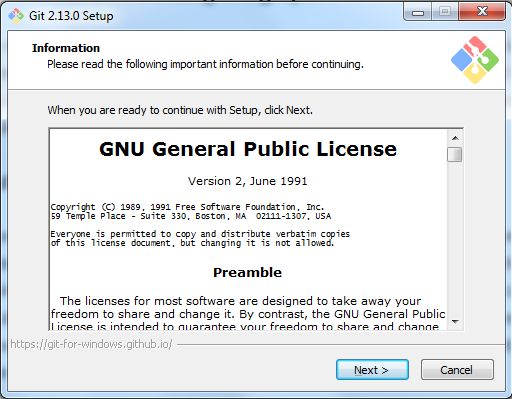 Git 2.13.0 Setup
Information
Please read the following important information before continuing.
When you are ready to continue with Setup, click Next.
GNU General Public License
Version 2, June 1991
Copyright (C) 1989, 1991 Free Software Foundation, Inc.
59 Temple Place - Suite 330, Boston, MA  02111-1307, USA
Everyone is permitted to copy and distribute verbatim copies
of this license document, but changing it is not allowed.
Preamble
The licenses for most software are designed to take away your
freedom to share and change it. By contrast, the GNU General Public
License is intended to guarantee your freedom to share and change
https://git-for-windows.github.io/
Next >
Cancel